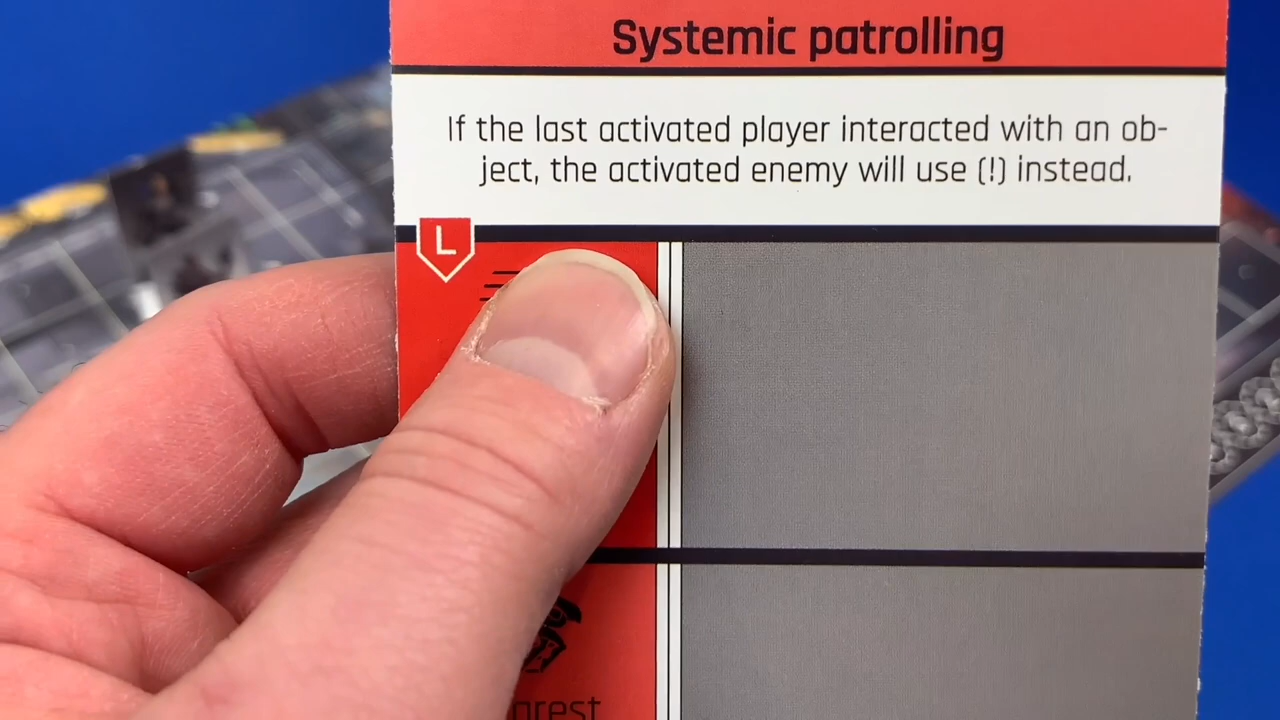 Systemic patrolling
If the last activated player interacted with an ob-
ject, the activated enemy will use (!) instead.
L